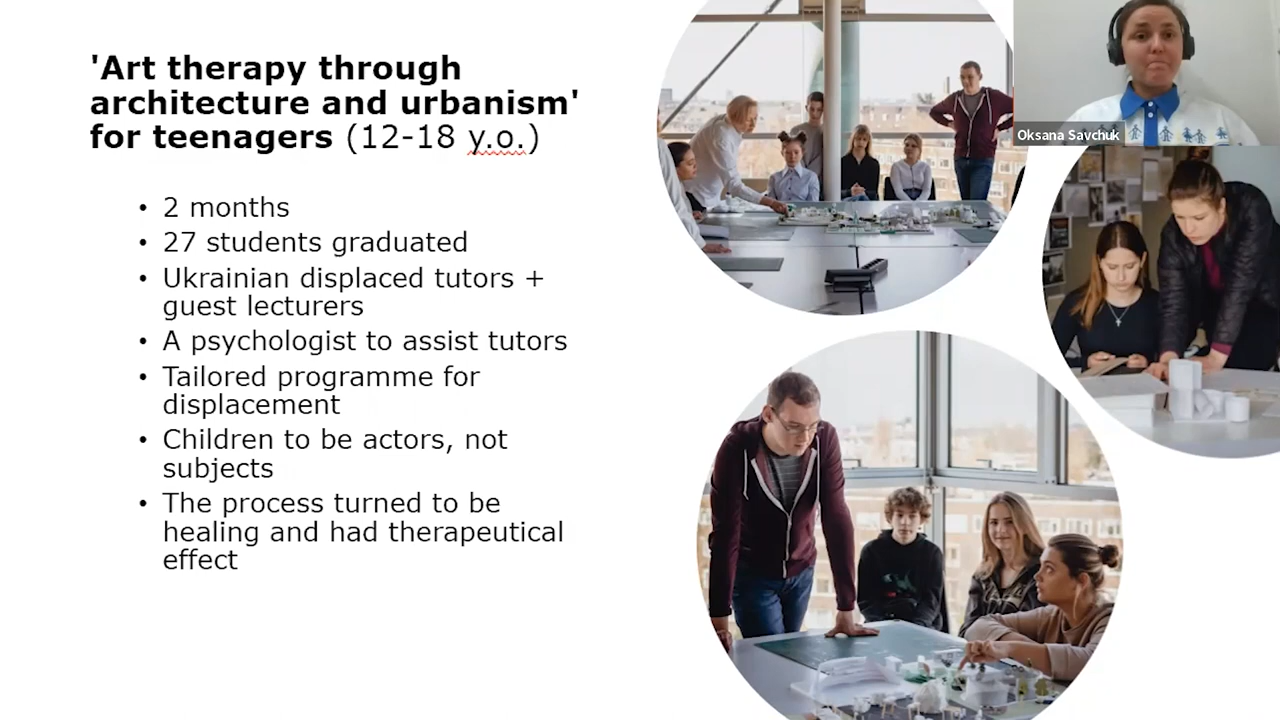 'Art therapy through
architecture and urbanism'
for teenagers (12-18 y.o.)
• 2 months
• 27 students graduated
• Ukrainian displaced tutors +
guest lecturers
• A psychologist to assist tutors
• Tailored programme for
displacement
• Children to be actors, not
subjects
• The process turned to be
healing and had therapeutical
effect
Oksana Savchuk